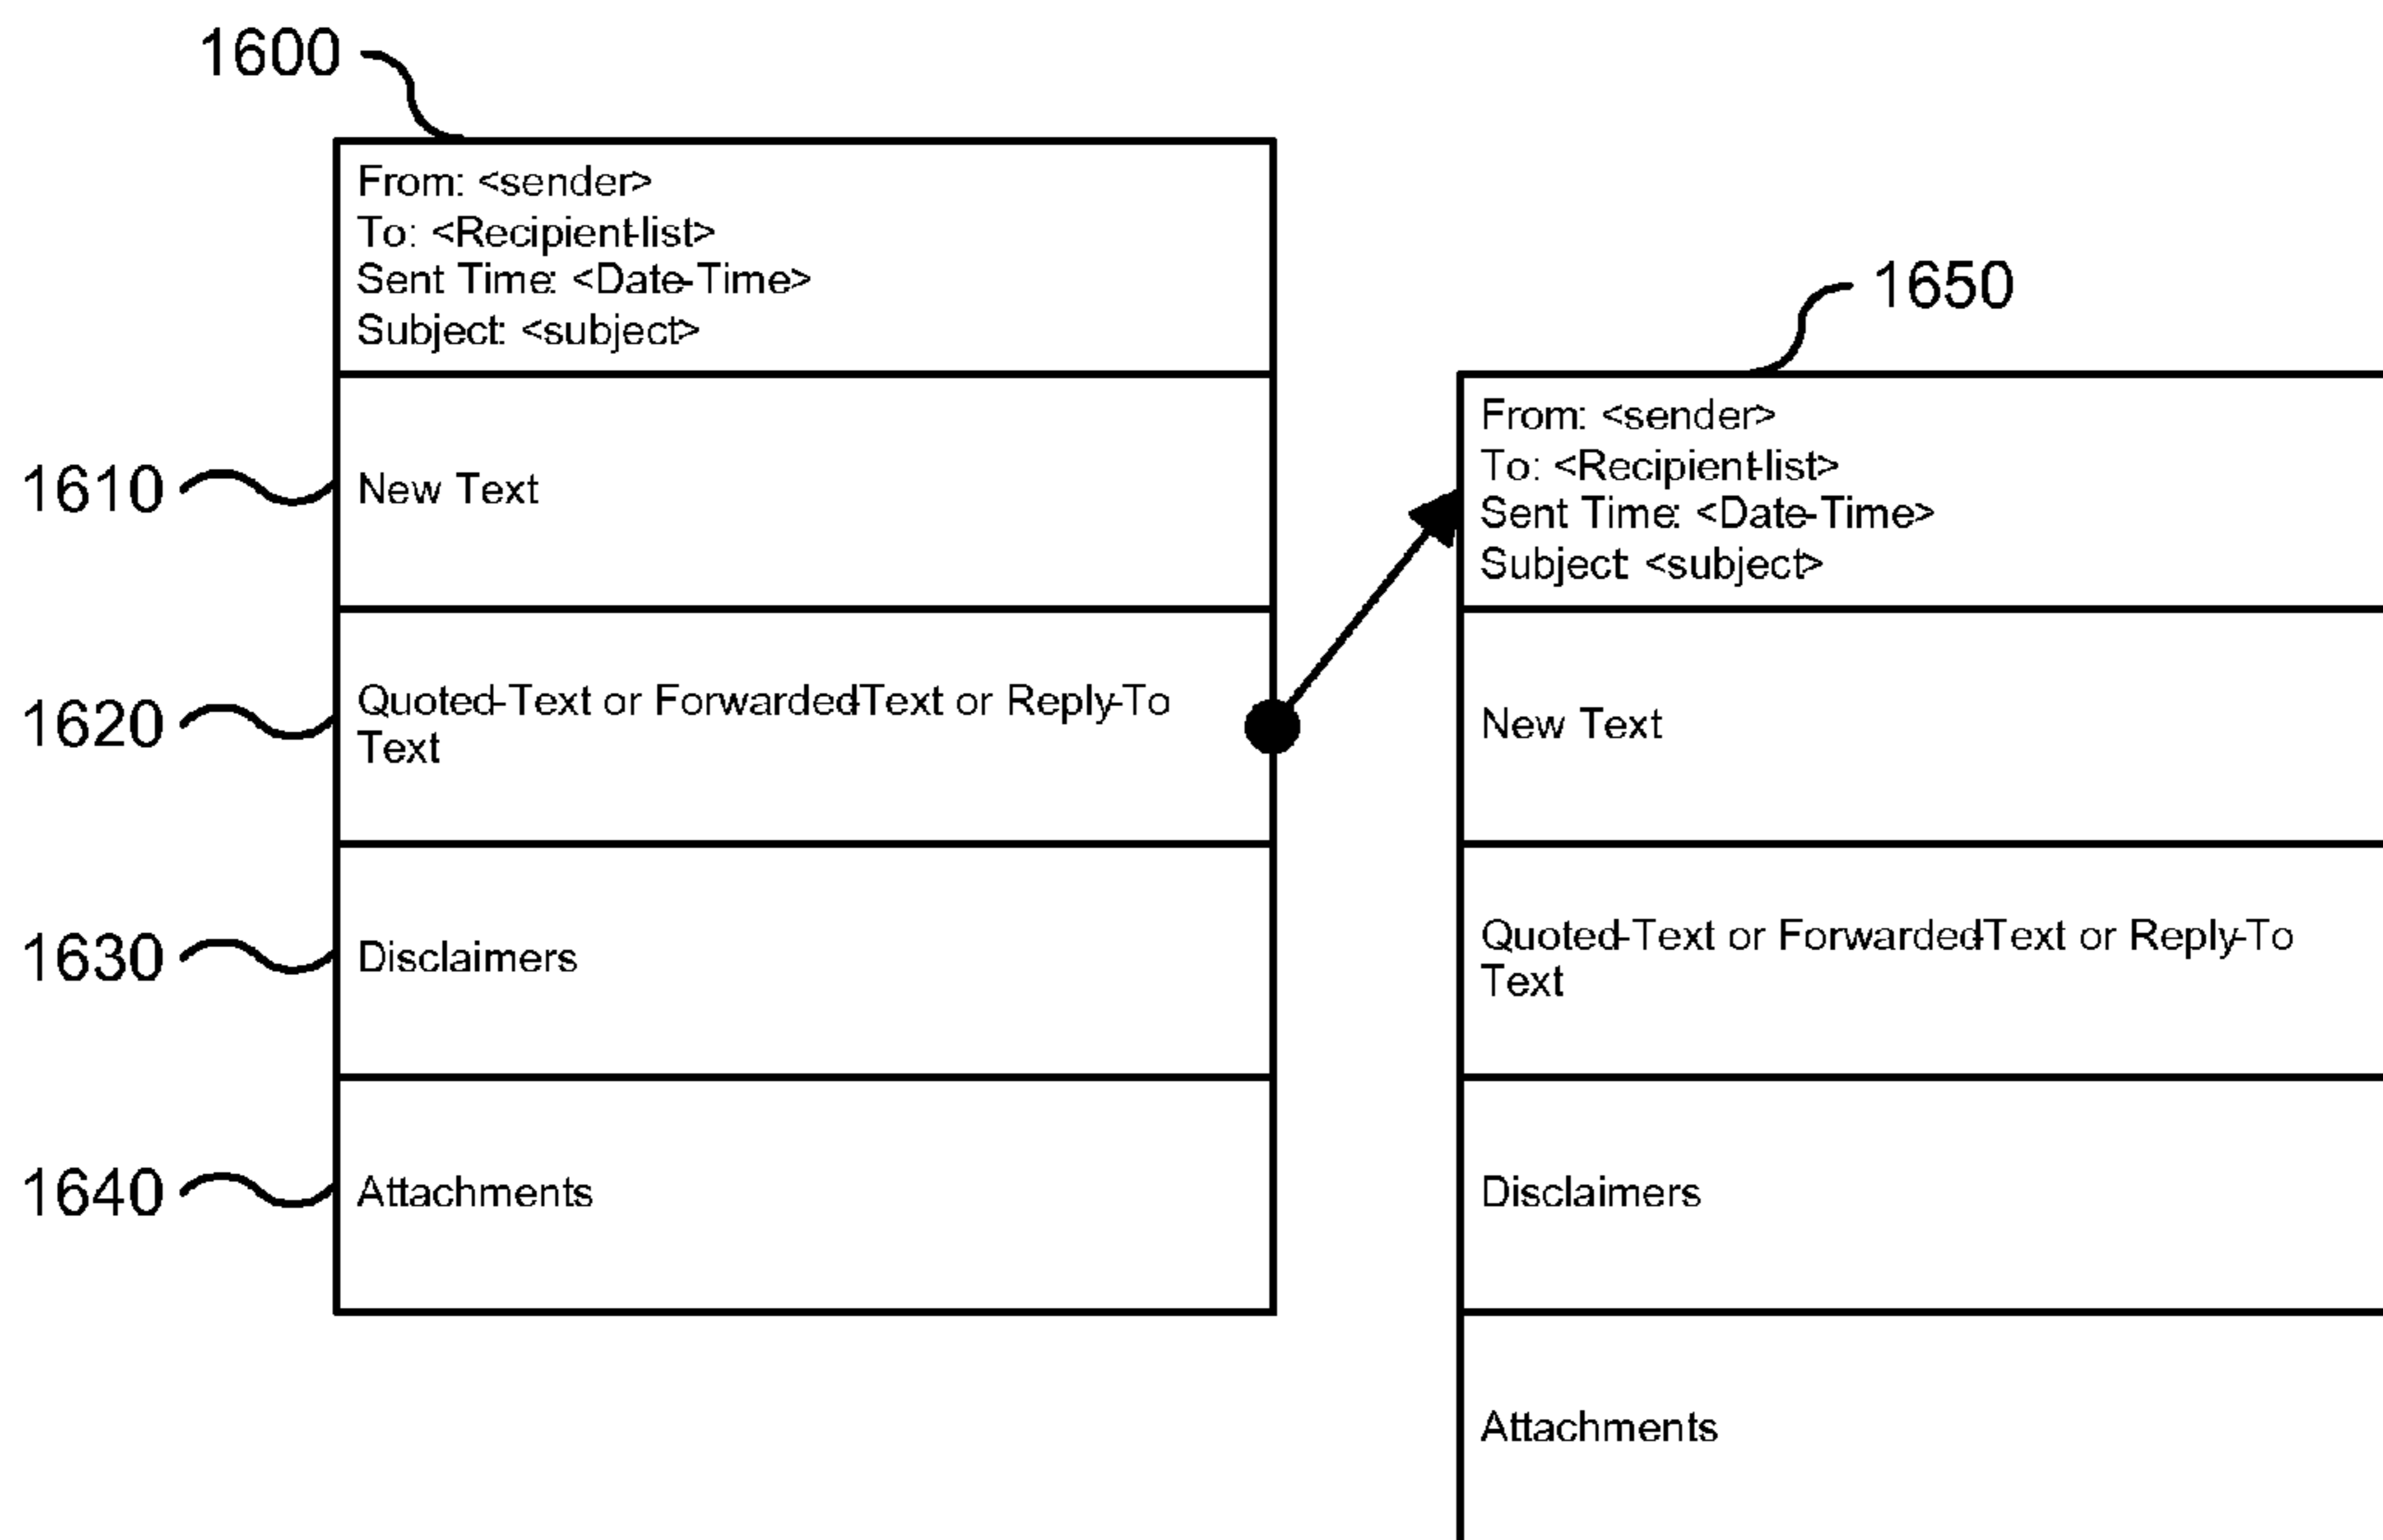 1600
From: <sender>
To: <Recipient-list>
Sent Time: <Date-Time>
Subject: <subject>
1610
New Text
1620
Quoted-Text or Forwarded-Text or Reply-To
Text
1630
Disclaimers
1640
Attachments
1650
From: <sender>
To: <Recipient-list>
Sent Time: <Date-Time>
Subject: <subject>
New Text
Quoted-Text or Forwarded-Text or Reply-To
Text
Disclaimers
Attachments